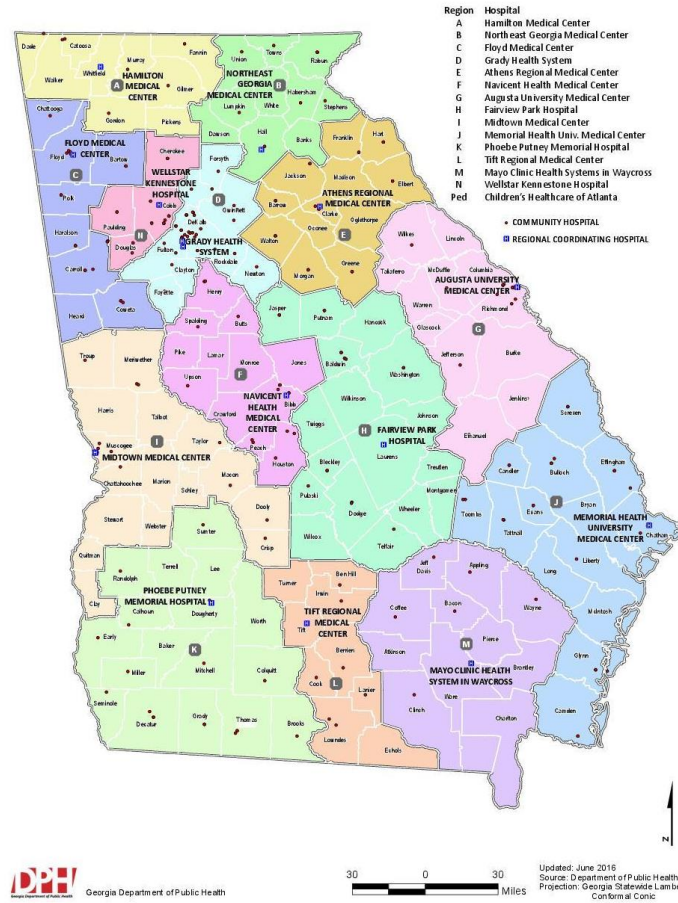 Region Hospital
A Hamilton Medical Center
B Northeast Georgia Medical Center
C Floyd Medical Center
D Grady Health System
E Athens Regional Medical Center
F Navicent Health Medical Center
G Augusta University Medical Center
H Fairview Park Hospital
I Midtown Medical Center
J Memorial Health Univ. Medical Center
K Phoebe Putney Memorial Hospital
L Tift Regional Medical Center
M Mayo Clinic Health Systems in Waycross
N Wellstar Kennestone Hospital
Ped Children's Healthcare of Atlanta
COMMUNITY HOSPITAL
H REGIONAL COORDINATING HOSPITAL
Dade
Catoosa
Fannin
Walker
Whitfield
Murray
Gilmer
Gordon
Pickens
A
HAMILTON
MEDICAL
CENTER
Union
Towns
Rabun
Lumpkin
White
Habersham
Stephens
Dawson
Hall
Banks
B
NORTHEAST
GEORGIA
MEDICAL CENTER
Chattooga
Floyd
Bartow
Polk
Haralson
Carroll
Heard
Coweta
C
FLOYD MEDICAL
CENTER
Cherokee
Cobb
Paulding
Douglas
N
WELLSTAR
KENNESTONE
HOSPITAL
Forsyth
Gwinnett
DeKalb
Fulton
Rockdale
Clayton
Newton
Fayette
D
GRADY HEALTH
SYSTEM
Franklin
Hart
Jackson
Madison
Elbert
Barrow
Clarke
Oglethorpe
Oconee
Walton
Morgan
Greene
E
ATHENS REGIONAL
MEDICAL CENTER
Wilkes
Lincoln
Taliaferro
McDuffie
Columbia
Warren
Richmond
Glascock
Jefferson
Burke
Jenkins
Emanuel
G
AUGUSTA UNIVERSITY
MEDICAL CENTER
Henry
Spalding
Butts
Pike
Lamar
Monroe
Jones
Upson
Bibb
Crawford
Peach
Houston
F
NAVICENT
HEALTH
MEDICAL
CENTER
Jasper
Putnam
Hancock
Baldwin
Washington
Wilkinson
Johnson
Twiggs
Laurens
Bleckley
Treutlen
Pulaski
Montgomery
Dodge
Wheeler
Wilcox
Telfair
H
FAIRVIEW PARK
HOSPITAL
Troup
Meriwether
Harris
Talbot
Muscogee
Taylor
Chattahoochee
Marion
Macon
Schley
Dooly
Stewart
Webster
Crisp
Quitman
Clay
I
MIDTOWN MEDICAL CENTER
Screven
Candler
Bulloch
Effingham
Toombs
Evans
Bryan
Tattnall
Chatham
Liberty
Long
McIntosh
Glynn
Camden
J
MEMORIAL HEALTH
UNIVERSITY
MEDICAL CENTER
Sumter
Terrell
Lee
Randolph
Calhoun
Dougherty
Worth
Early
Baker
Miller
Mitchell
Colquitt
Seminole
Decatur
Grady
Thomas
Brooks
K
PHOEBE PUTNEY
MEMORIAL HOSPITAL
Turner
Ben Hill
Irwin
Tift
Berrien
Cook
Lanier
Lowndes
Echols
L
TIFT REGIONAL
MEDICAL
CENTER
Jeff
Davis
Appling
Coffee
Bacon
Wayne
Pierce
Atkinson
Brantley
Ware
Clinch
Charlton
M
MAYO CLINIC HEALTH
SYSTEM IN WAYCROSS
N
DPH
Georgia Department of Public Health
Georgia Department of Public Health
30 0 30
Miles
Updated: June 2016
Source: Department of Public Health
Projection: Georgia Statewide Lambe
Conformal Conic